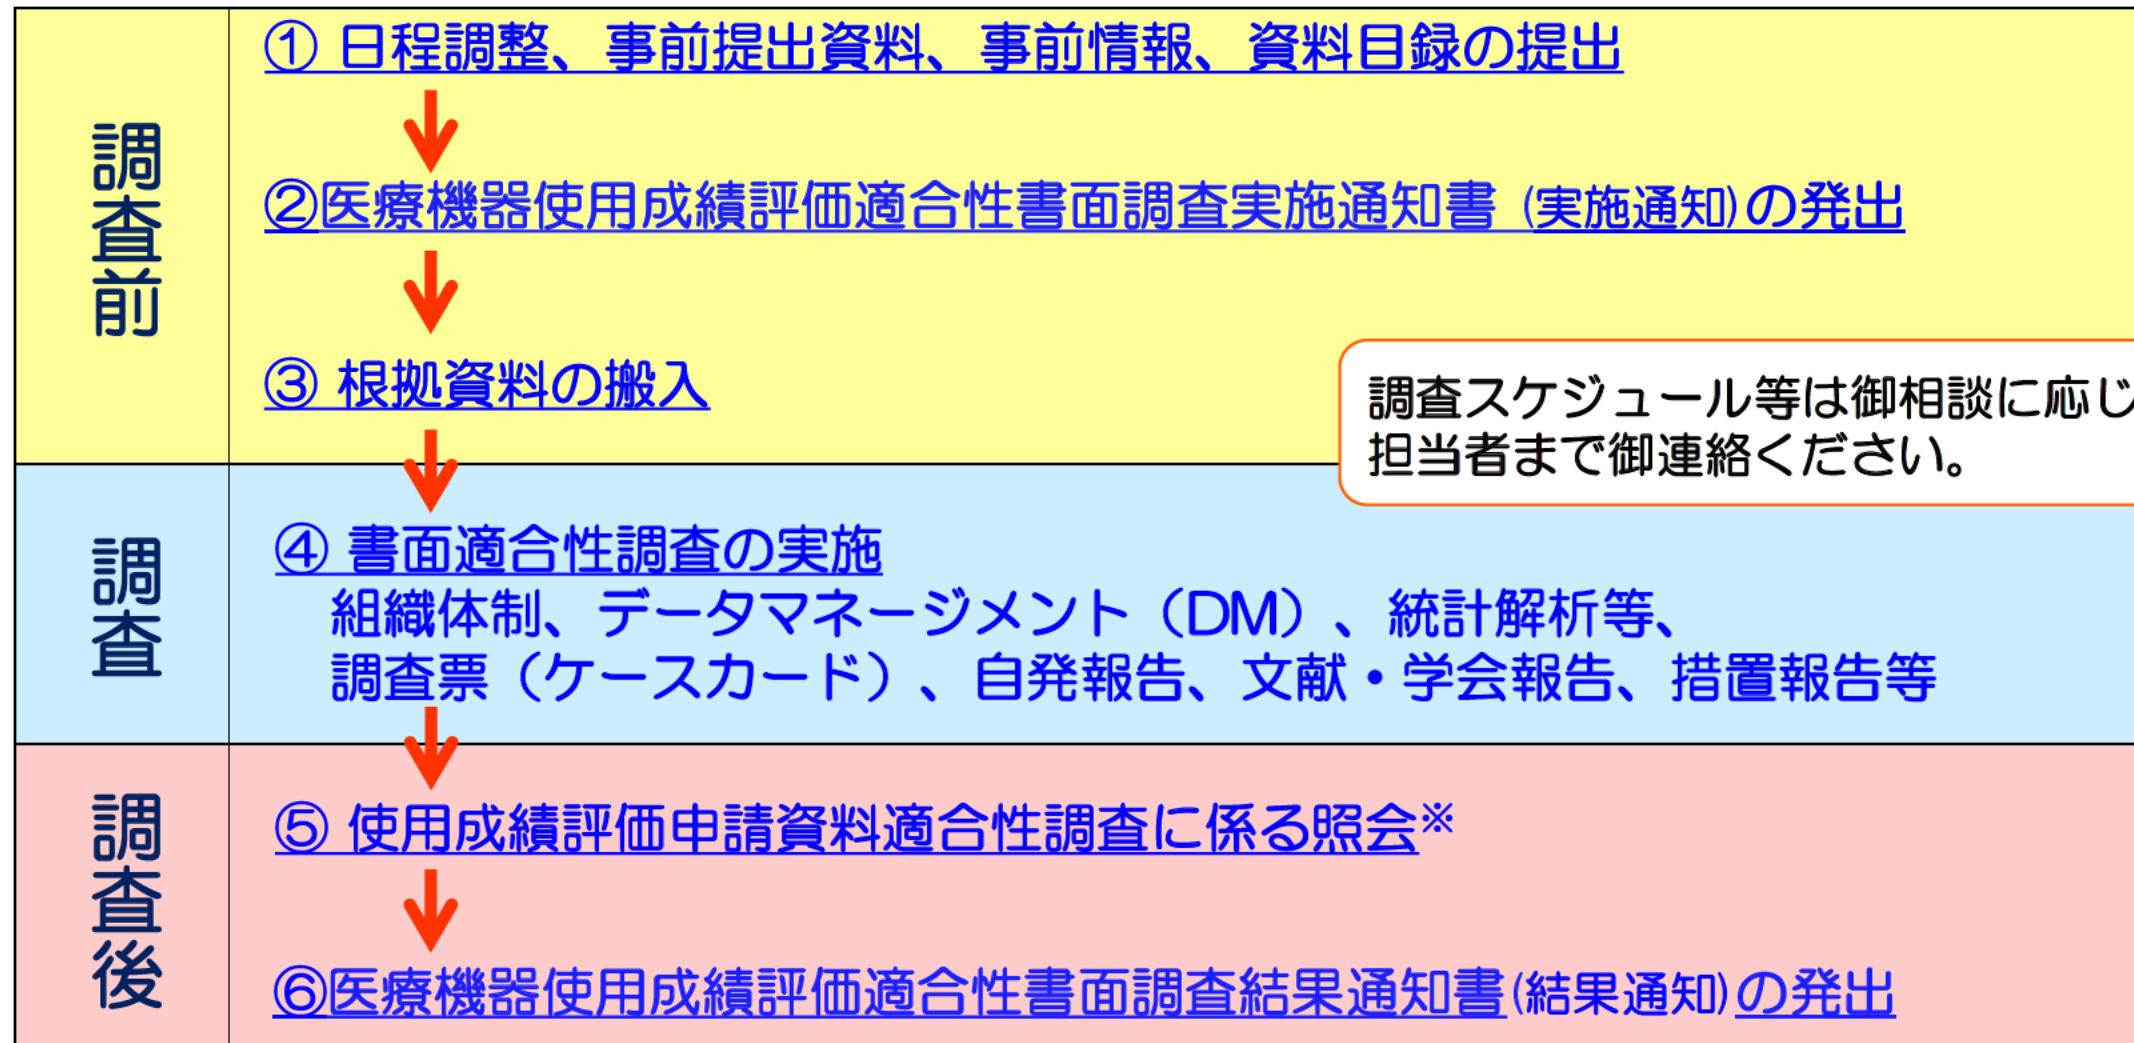 調査前
① 日程調整、事前提出資料、事前情報、資料目録の提出
②医療機器使用成績評価適合性書面調査実施通知書 (実施通知)の発出
③ 根拠資料の搬入
調査スケジュール等は御相談に応じ
担当者まで御連絡ください。
調査
④ 書面適合性調査の実施
組織体制、データマネージメント（DM）、統計解析等、
調査票（ケースカード）、自発報告、文献・学会報告、措置報告等
調査後
⑤ 使用成績評価申請資料適合性調査に係る照会※
⑥医療機器使用成績評価適合性書面調査結果通知書(結果通知)の発出